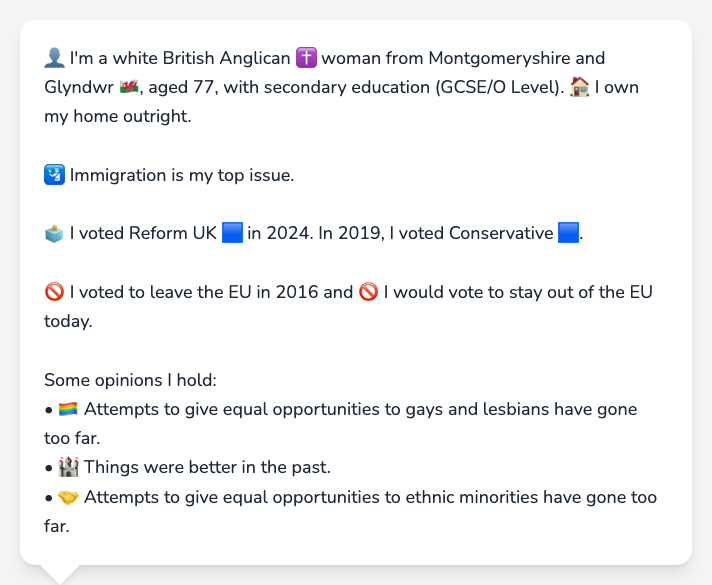 👤 I'm a white British Anglican ✝️ woman from Montgomeryshire and
Glyndwr 🏴󠁧󠁢󠁷󠁬󠁳󠁿, aged 77, with secondary education (GCSE/O Level). 🏠 I own
my home outright.
🛂 Immigration is my top issue.
🗳️ I voted Reform UK 🟦 in 2024. In 2019, I voted Conservative 🟦.
🚫 I voted to leave the EU in 2016 and 🚫 I would vote to stay out of the EU
today.
Some opinions I hold:
• 🏳️‍🌈 Attempts to give equal opportunities to gays and lesbians have gone
too far.
• 🏰 Things were better in the past.
• 🤝 Attempts to give equal opportunities to ethnic minorities have gone too
far.